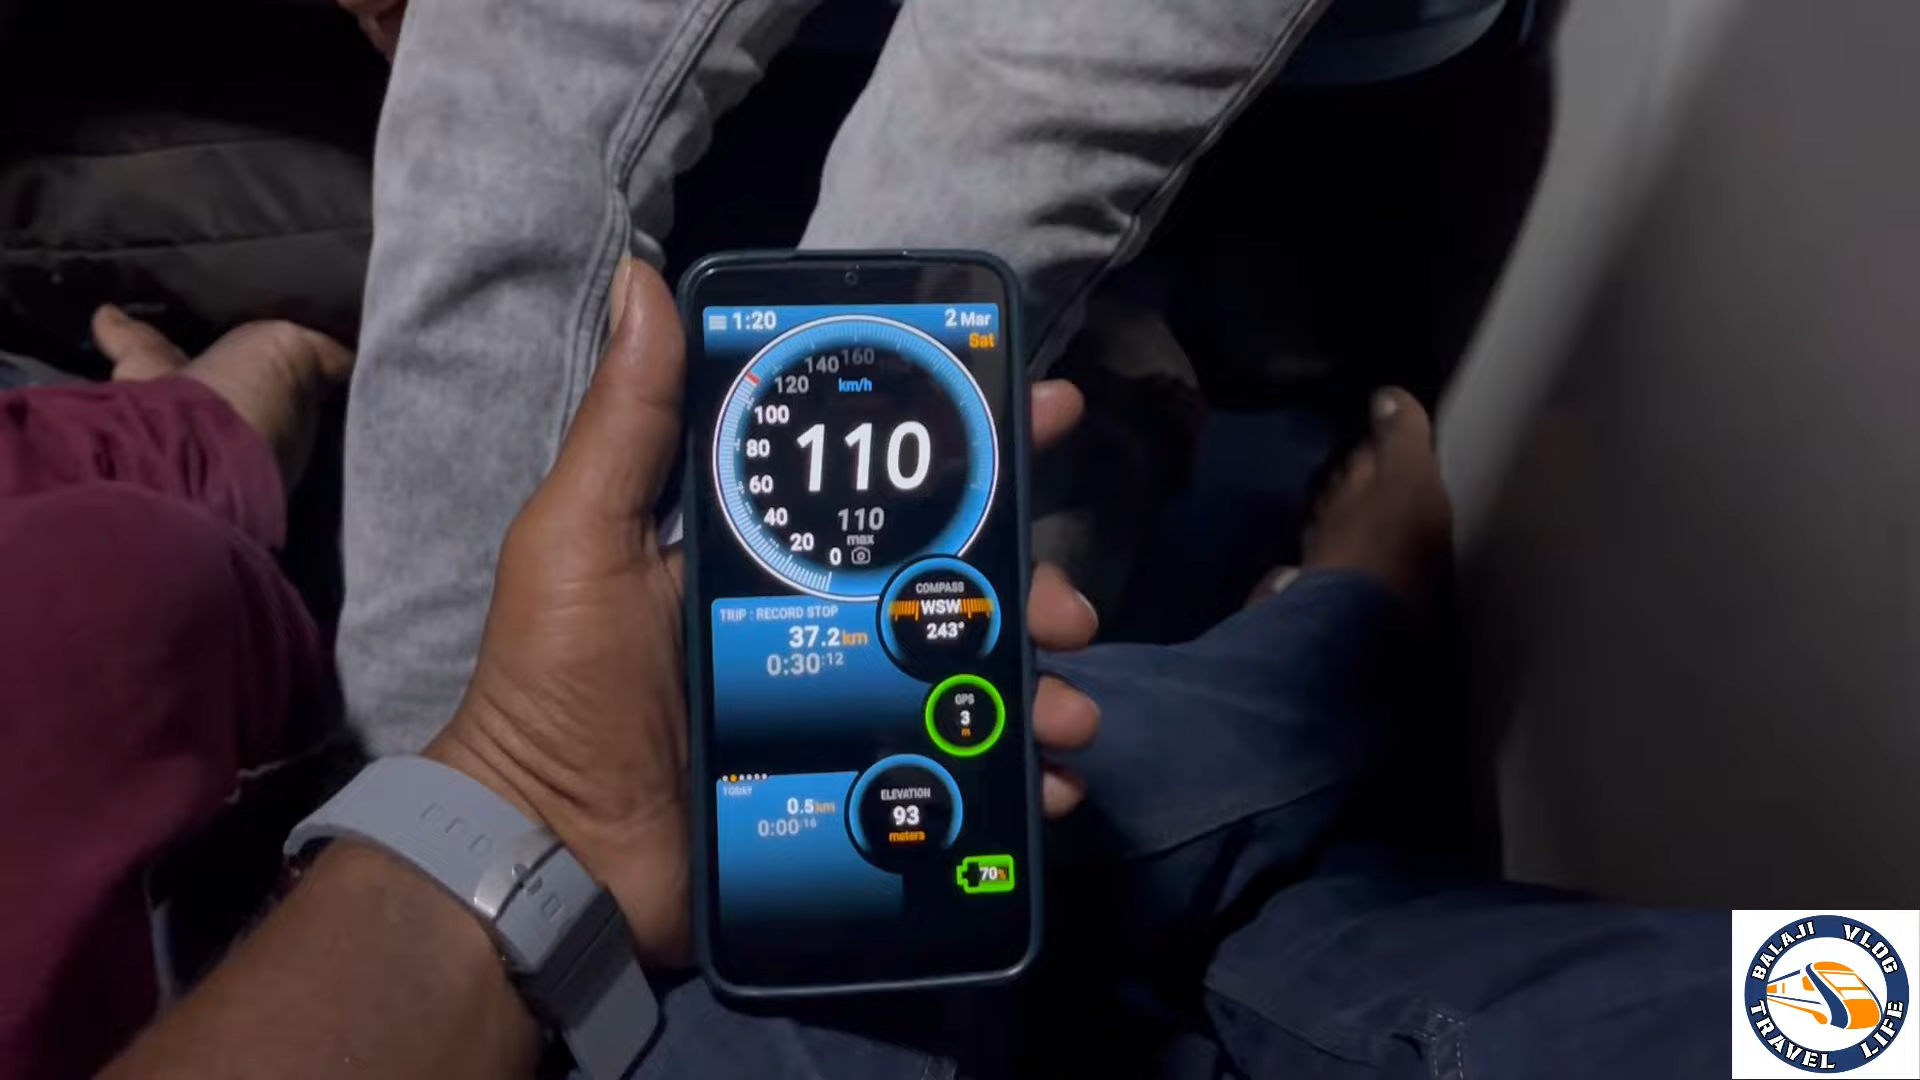 1:20
2 Mar
Sat
160
140
120
km/h
100
80
110
60
40
110
20
max
0
COMPASS
WSW
243°
TRIP : RECORD STOP
37.2km
0:30:12
GPS
3
m
TODAY
0.5km
0:00:16
ELEVATION
93
meters
70%
BALAJI VLOG
TRAVEL LIFE